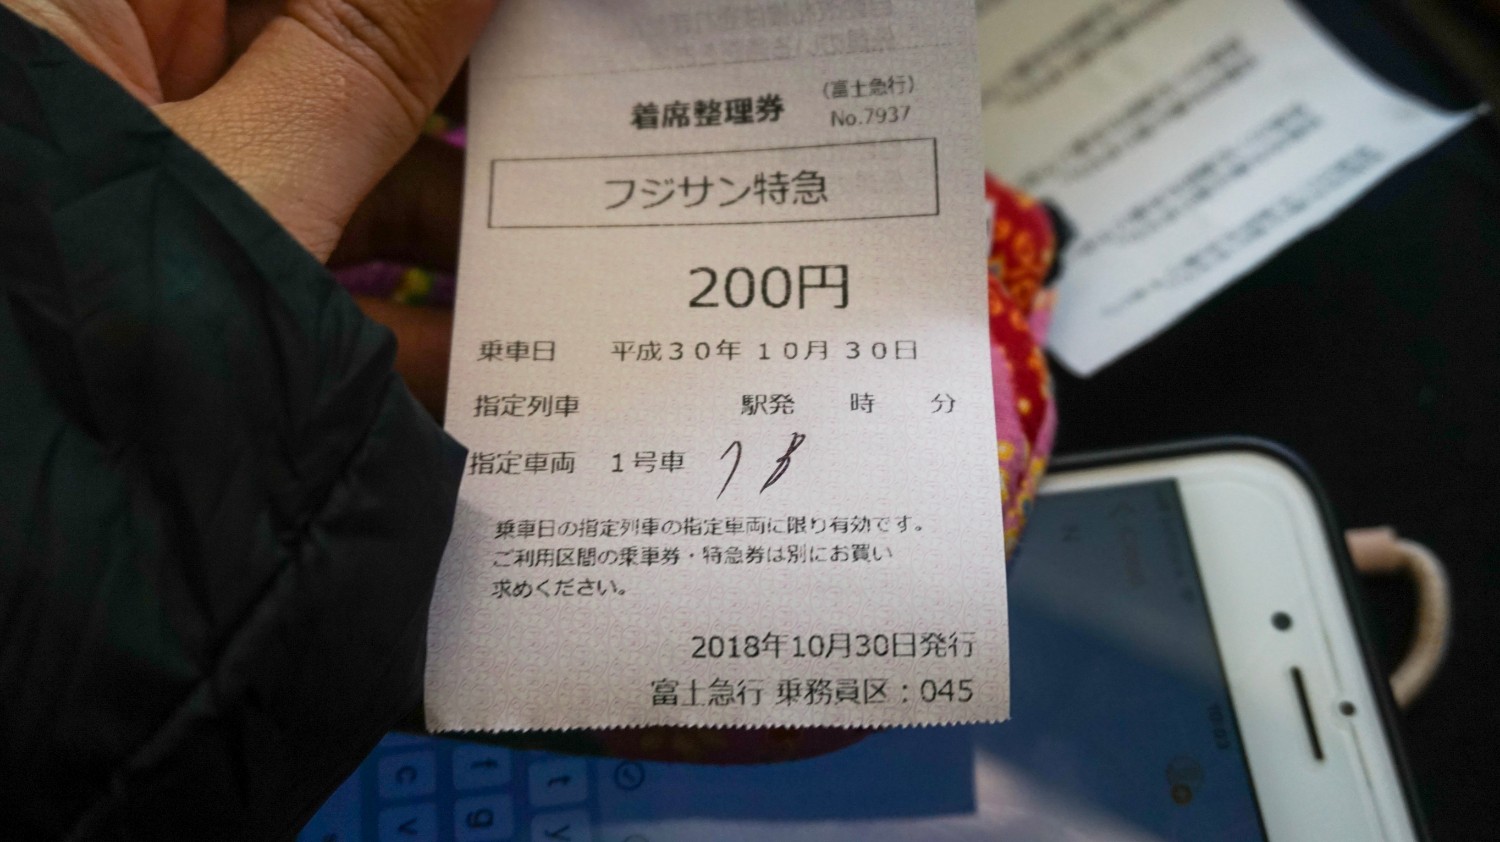 着席整理券
(富士急行)
No.7937
フジサン特急
200円
乗車日 平成30年 10月 30日
指定列車 駅発 時 分
指定車両 1号車
乗車日の指定列車の指定車両に限り有効です。
ご利用区間の乗車券・特急券は別にお買い
求めください。
2018年10月30日発行
富士急行 乗務員区:045
c f t
v g y